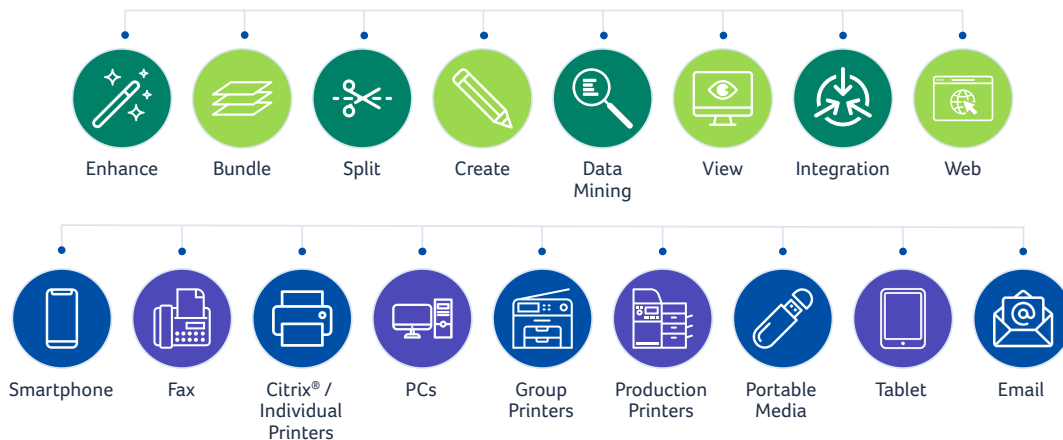 Enhance
Bundle
Split
Create
Data
Mining
View
Integration
Web
Smartphone
Fax
Citrix® /
Individual
Printers
PCs
Group
Printers
Production
Printers
Portable
Media
Tablet
@
Email